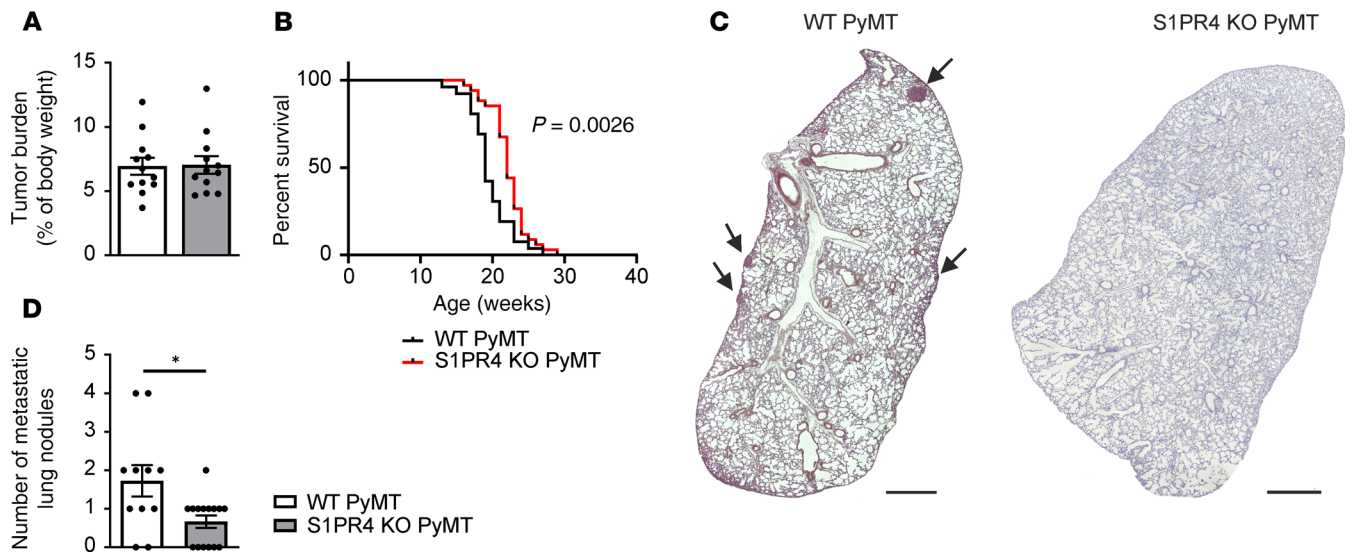 A
Tumor burden
(% of body weight)
15
10
5
0
B
Percent survival
100
50
0
0
10
20
30
40
Age (weeks)
P = 0.0026
WT PyMT
S1PR4 KO PyMT
C
WT PyMT
S1PR4 KO PyMT
D
Number of metastatic
lung nodules
5
4
3
2
1
0
*
WT PyMT
S1PR4 KO PyMT